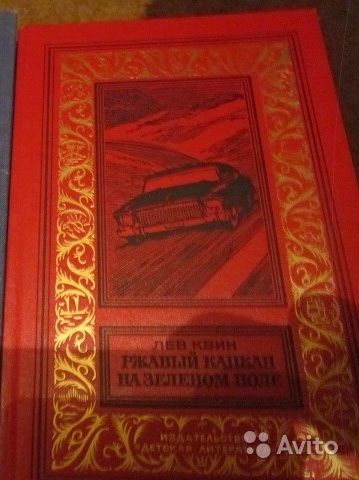 ЛЕВ КВИН
РЖАВЫЙ КАПКАН
НА ЗЕЛЕНОМ ПОЛЕ
ИЗДАТЕЛЬСТВО
"ДЕТСКАЯ ЛИТЕРА
Avito